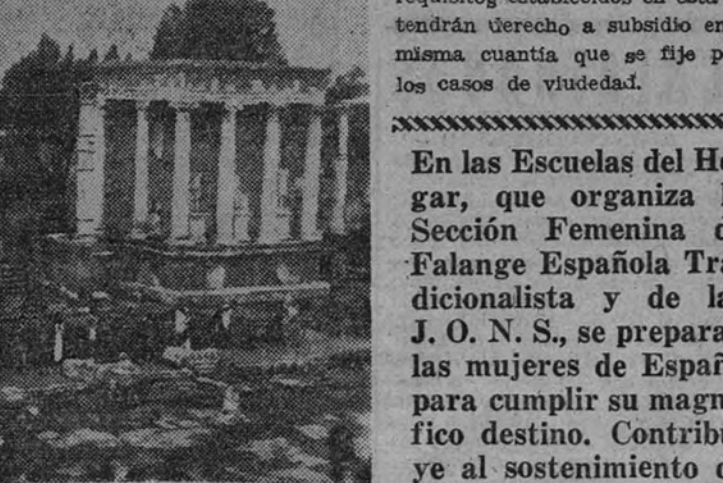 requisitos establecidos en esta
tendrán derecho a subsidio en
misma cuantía que se fije p
los casos de viudedad.
En las Escuelas del Ho
gar, que organiza
Sección Femenina d
Falange Española Tra
dicionalista y de la
J. O. N. S., se prepara
las mujeres de Españ
para cumplir su magn
fico destino. Contribu
ye al sostenimiento d